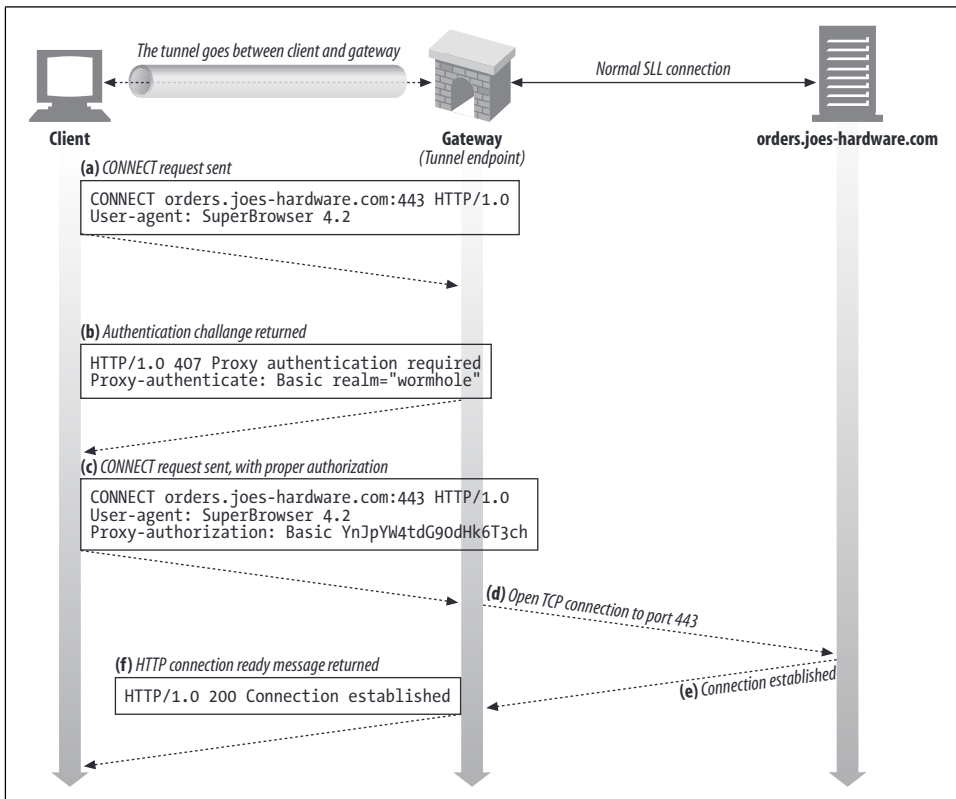 The tunnel goes between client and gateway
Normal SLL connection
Client
Gateway
(Tunnel endpoint)
orders.joes-hardware.com
(a) CONNECT request sent
CONNECT orders.joes-hardware.com:443 HTTP/1.0
User-agent: SuperBrowser 4.2
(b) Authentication challange returned
HTTP/1.0 407 Proxy authentication required
Proxy-authenticate: Basic realm="wormhole"
(c) CONNECT request sent, with proper authorization
CONNECT orders.joes-hardware.com:443 HTTP/1.0
User-agent: SuperBrowser 4.2
Proxy-authorization: Basic YnJpYW4tdG90dHk6T3ch
(d) Open TCP connection to port 443
(e) Connection established
(f) HTTP connection ready message returned
HTTP/1.0 200 Connection established